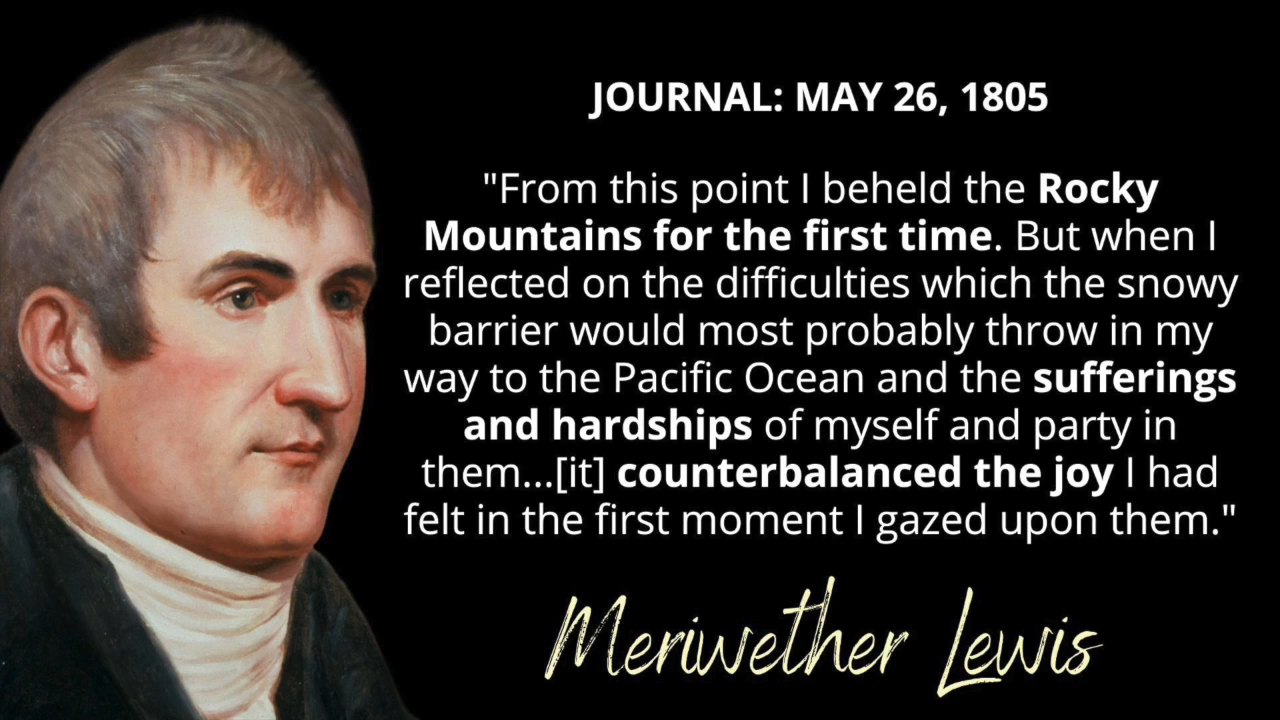 JOURNAL: MAY 26, 1805
"From this point I beheld the Rocky
Mountains for the first time. But when I
reflected on the difficulties which the snowy
barrier would most probably throw in my
way to the Pacific Ocean and the sufferings
and hardships of myself and party in
them...[it] counterbalanced the joy I had
felt in the first moment I gazed upon them."
Meriwether Lewis